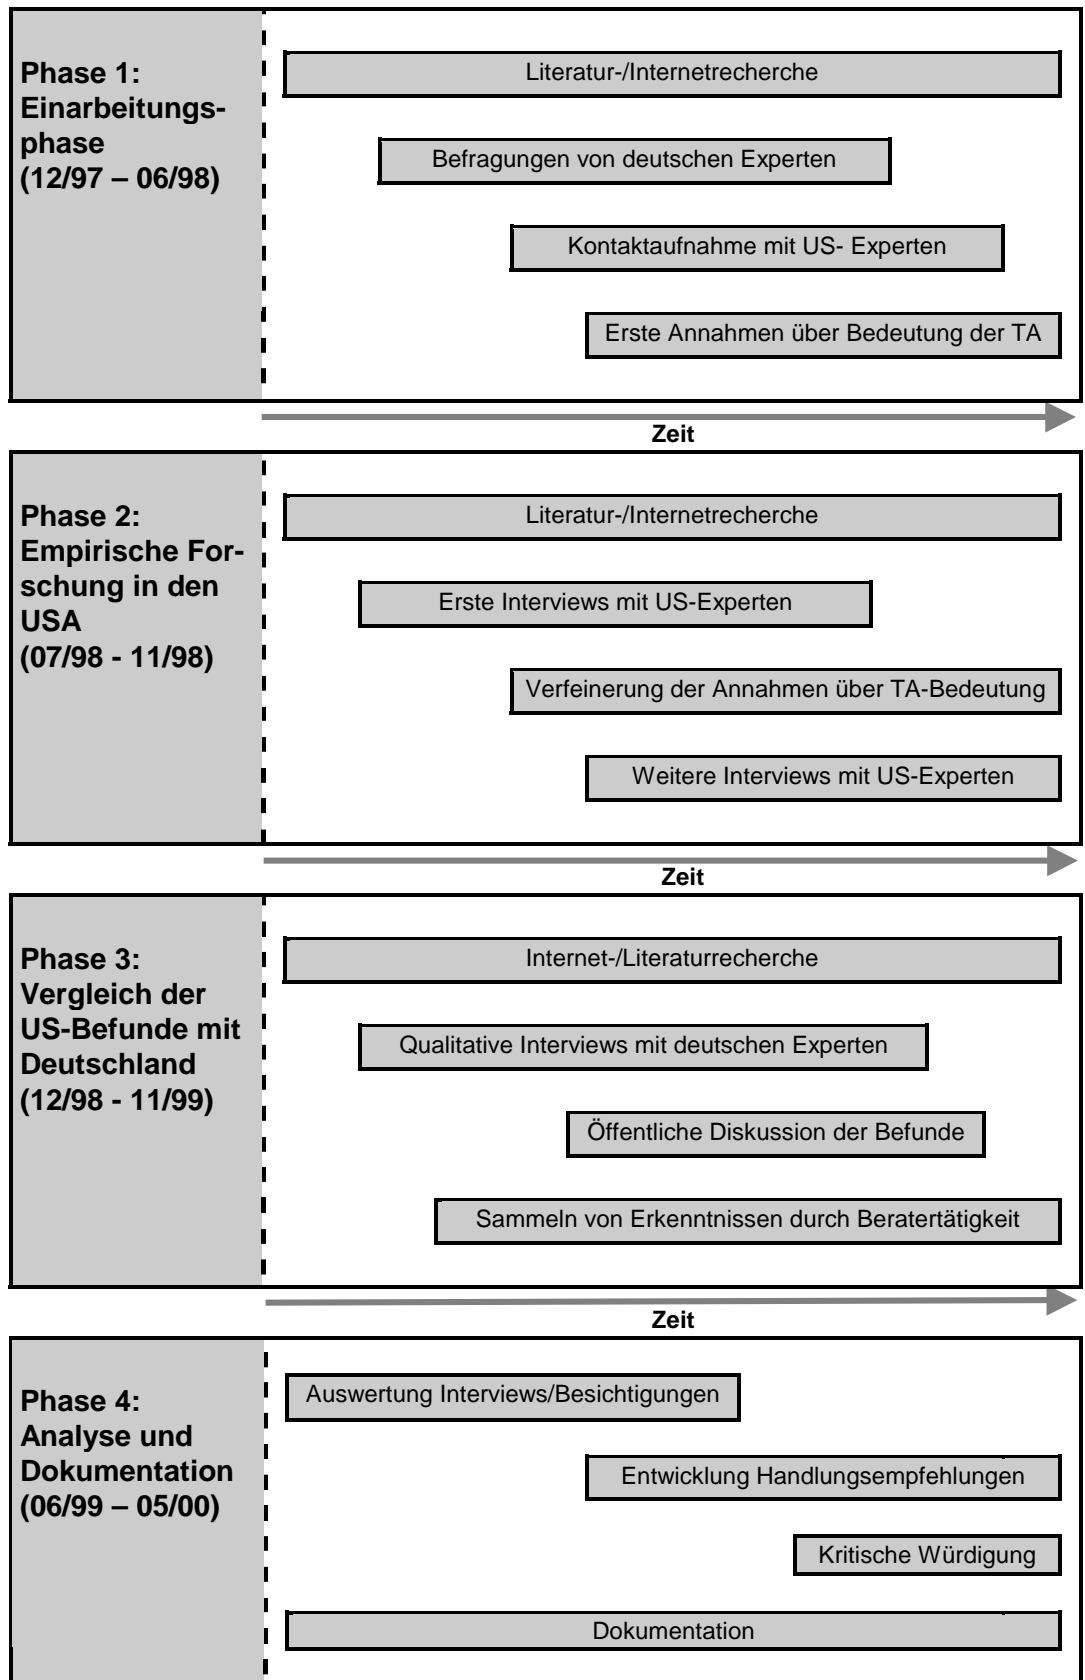 Phase 1:
Einarbeitungs-
phase
(12/97 – 06/98)
Literatur-/Internetrecherche
Befragungen von deutschen Experten
Kontaktaufnahme mit US- Experten
Erste Annahmen über Bedeutung der TA
Zeit
Phase 2:
Empirische For-
schung in den
USA
(07/98 - 11/98)
Literatur-/Internetrecherche
Erste Interviews mit US-Experten
Verfeinerung der Annahmen über TA-Bedeutung
Weitere Interviews mit US-Experten
Zeit
Phase 3:
Vergleich der
US-Befunde mit
Deutschland
(12/98 - 11/99)
Internet-/Literaturrecherche
Qualitative Interviews mit deutschen Experten
Öffentliche Diskussion der Befunde
Sammeln von Erkenntnissen durch Beratertätigkeit
Zeit
Phase 4:
Analyse und
Dokumentation
(06/99 – 05/00)
Auswertung Interviews/Besichtigungen
Entwicklung Handlungsempfehlungen
Kritische Würdigung
Dokumentation